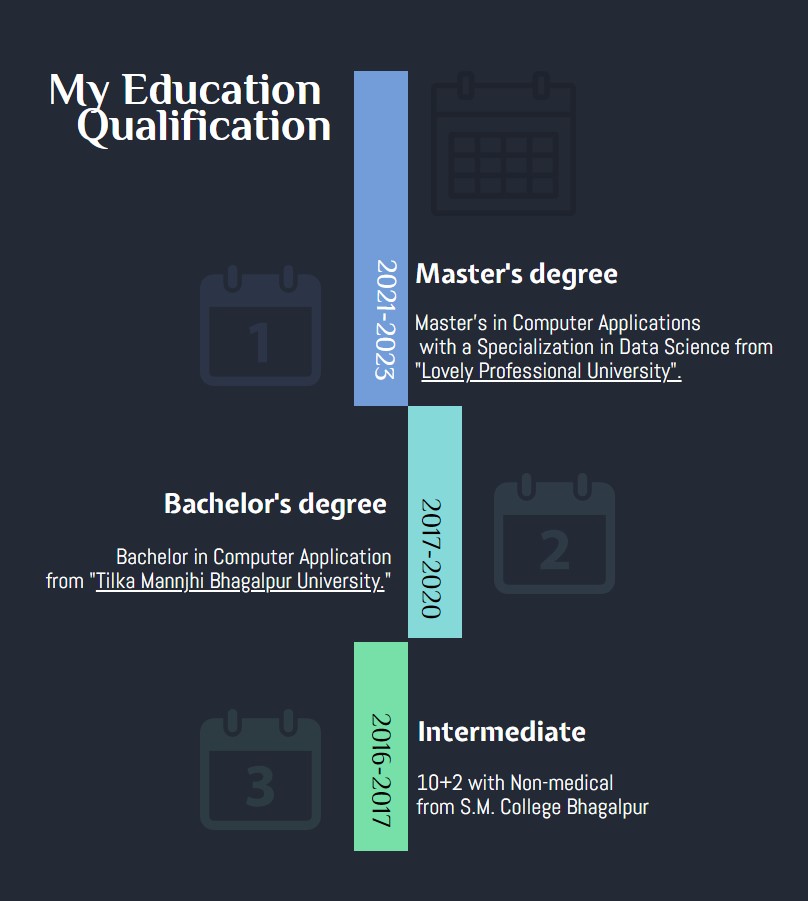 My Education
Qualification
2021-2023
1
Master's degree
Master's in Computer Applications
with a Specialization in Data Science from
"Lovely Professional University".
Bachelor's degree
Bachelor in Computer Application
from "Tilka Mannjhi Bhagalpur University."
2017-2020
2
3
2016-2017
Intermediate
10+2 with Non-medical
from S.M. College Bhagalpur